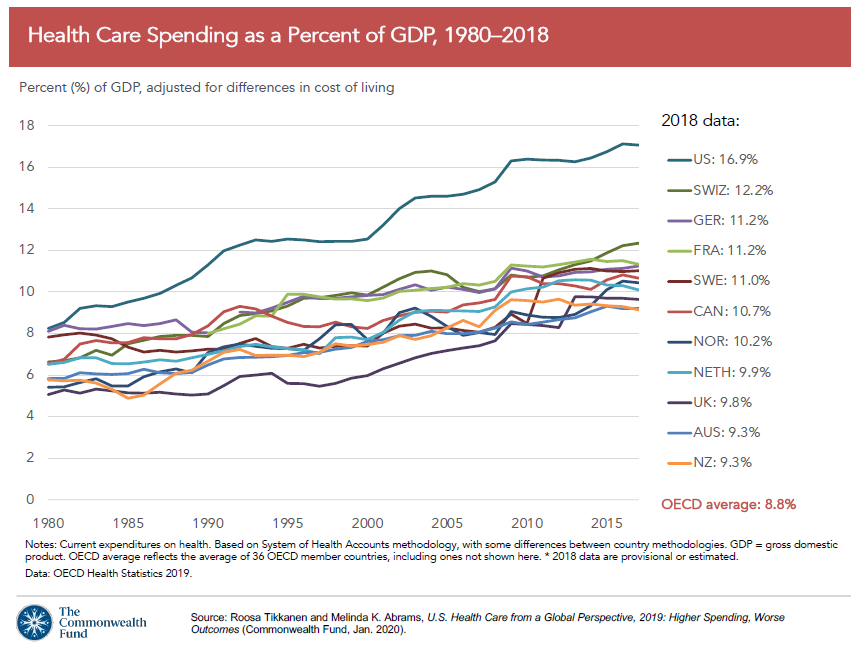 Health Care Spending as a Percent of GDP, 1980–2018
Percent (%) of GDP, adjusted for differences in cost of living
18
16
14
12
10
8
6
4
2
0
1980
1985
1990
1995
2000
2005
2010
2015
2018 data:
US: 16.9%
SWIZ: 12.2%
GER: 11.2%
FRA: 11.2%
SWE: 11.0%
CAN: 10.7%
NOR: 10.2%
NETH: 9.9%
UK: 9.8%
AUS: 9.3%
NZ: 9.3%
OECD average: 8.8%
Notes: Current expenditures on health. Based on System of Health Accounts methodology, with some differences between country methodologies. GDP = gross domestic
product. OECD average reflects the average of 36 OECD member countries, including ones not shown here. * 2018 data are provisional or estimated.
Data: OECD Health Statistics 2019.
The
Commonwealth
Fund
Source: Roosa Tikkanen and Melinda K. Abrams, U.S. Health Care from a Global Perspective, 2019: Higher Spending, Worse
Outcomes (Commonwealth Fund, Jan. 2020).